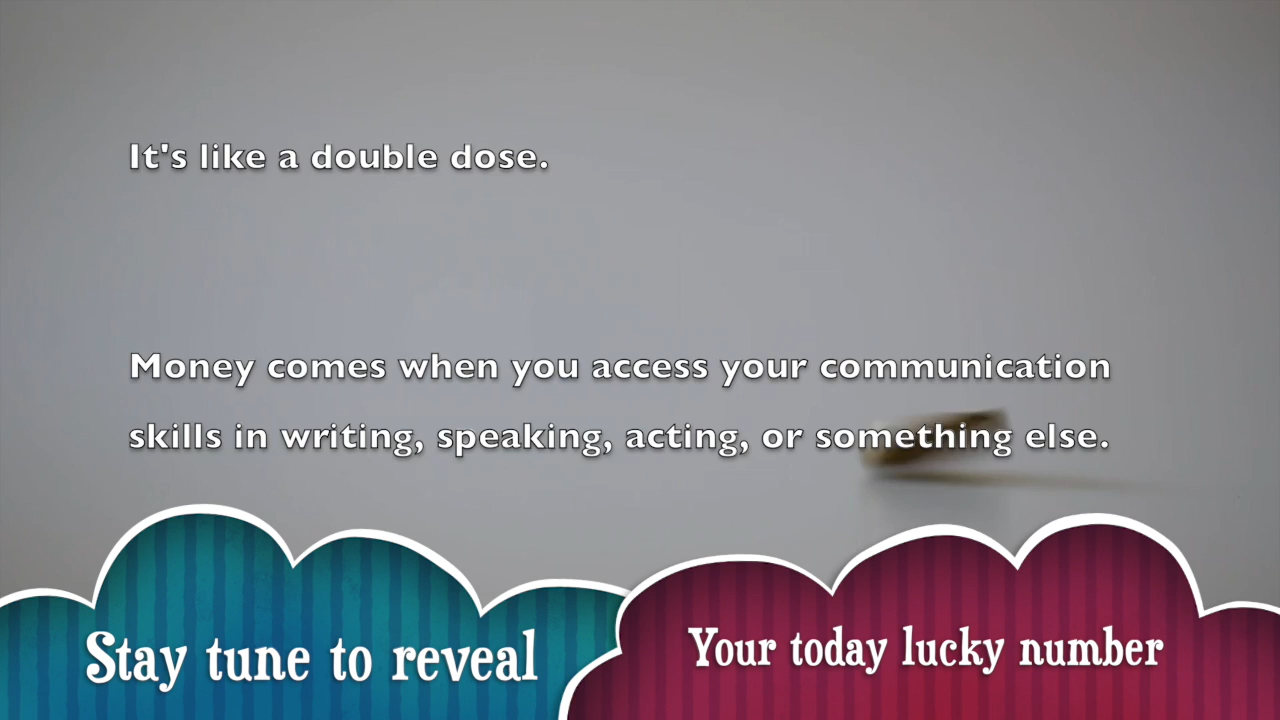 It's like a double dose.
Money comes when you access your communication
skills in writing, speaking, acting, or something else.
Stay tune to reveal
Your today lucky number